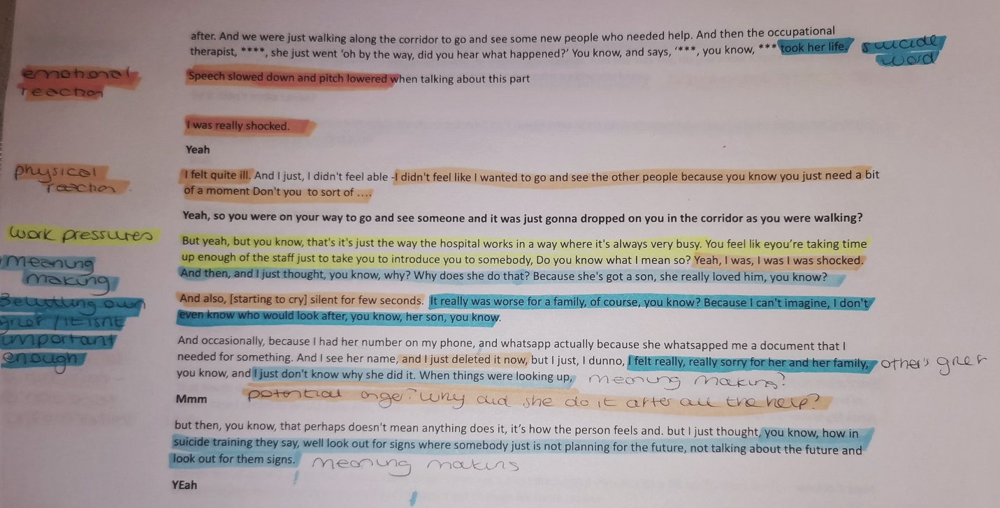 after. And we were just walking along the corridor to go and see some new people who needed help. And then the occupational
therapist, ****, she just went 'oh by the way, did you hear what happened?' You know, and says, '***, you know, *** took her life. suicide
word
emotional
reaction
Speech slowed down and pitch lowered when talking about this part
I was really shocked.
Yeah
physical
reaction
I felt quite ill. And I just, I didn't feel able -I didn't feel like I wanted to go and see the other people because you know you just need a bit
of a moment Don't you to sort of ....
Yeah, so you were on your way to go and see someone and it was just gonna dropped on you in the corridor as you were walking?
work pressures
But yeah, but you know, that's it's just the way the hospital works in a way where it's always very busy. You feel lik eyou're taking time
up enough of the staff just to take you to introduce you to somebody, Do you know what I mean so? Yeah, I was, I was I was shocked.
meaning
making
And then, and I just thought, you know, why? Why does she do that? Because she's got a son, she really loved him, you know?
Belittling own
grief / it isnt
important
enough
And also, [starting to cry] silent for few seconds. It really was worse for a family, of course, you know? Because I can't imagine, I don't
even know who would look after, you know, her son, you know.
And occasionally, because I had her number on my phone, and whatsapp actually because she whatsapped me a document that I
needed for something. And I see her name, and I just deleted it now, but I just, I dunno, I felt really, really sorry for her and her family, other's grief
you know, and I just don't know why she did it. When things were looking up, meaning making?
Mmm potential anger? why did she do it after all the help?
but then, you know, that perhaps doesn't mean anything does it, it's how the person feels and. but I just thought, you know, how in
suicide training they say, well look out for signs where somebody just is not planning for the future, not talking about the future and
look out for them signs. meaning making
YEah